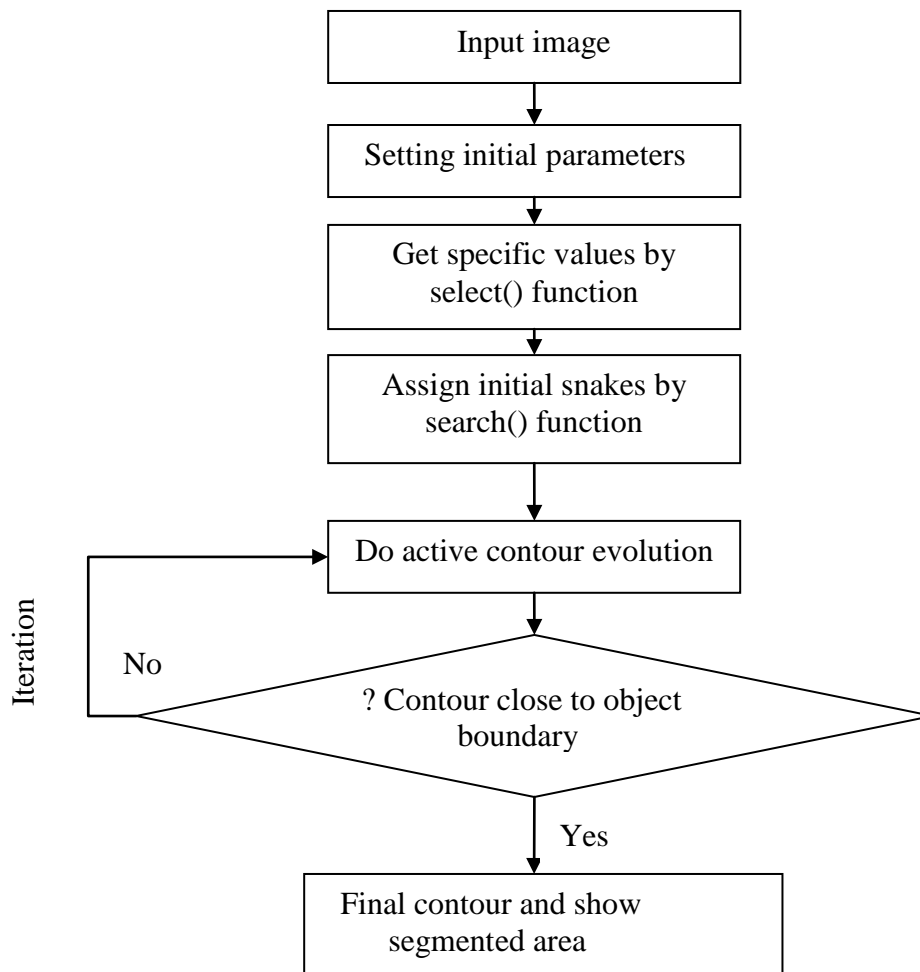 Input image
Setting initial parameters
Get specific values by
select() function
Assign initial snakes by
search() function
Do active contour evolution
Iteration
No
? Contour close to object
boundary
Yes
Final contour and show
segmented area